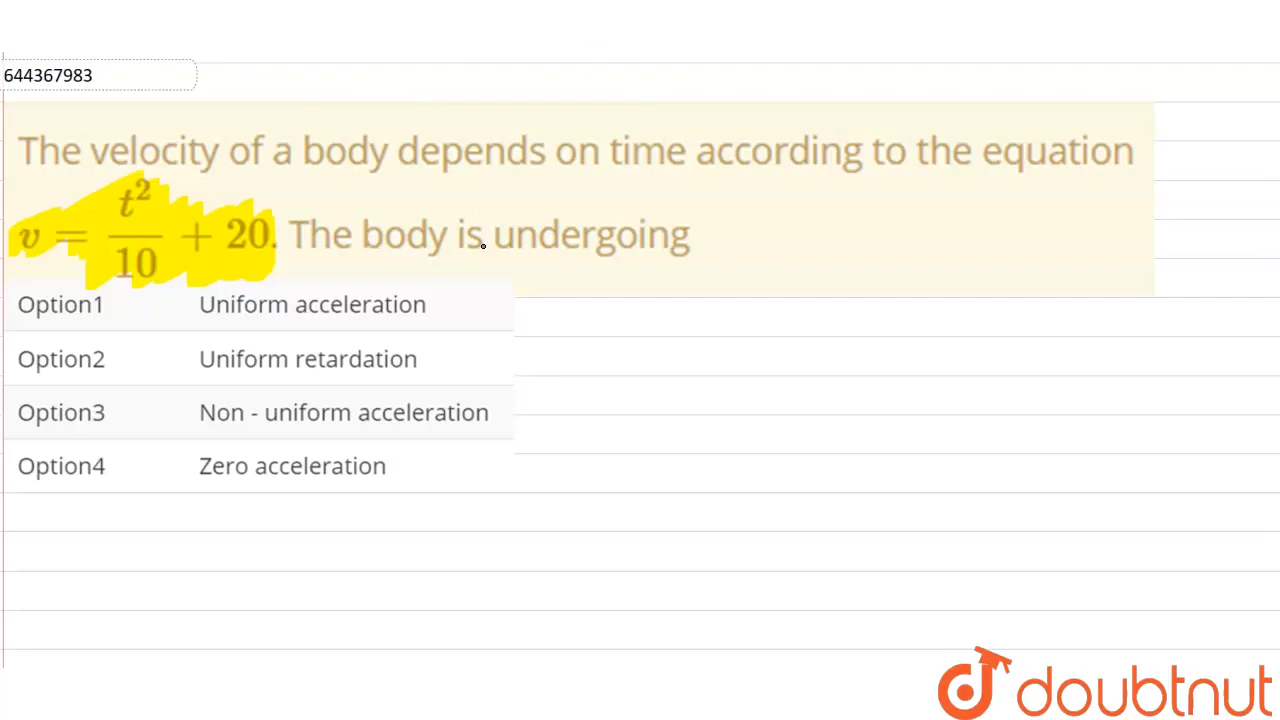 644367983
The velocity of a body depends on time according to the equation
v = t²/10 + 20. The body is undergoing
Option1 Uniform acceleration
Option2 Uniform retardation
Option3 Non - uniform acceleration
Option4 Zero acceleration
doubtnut